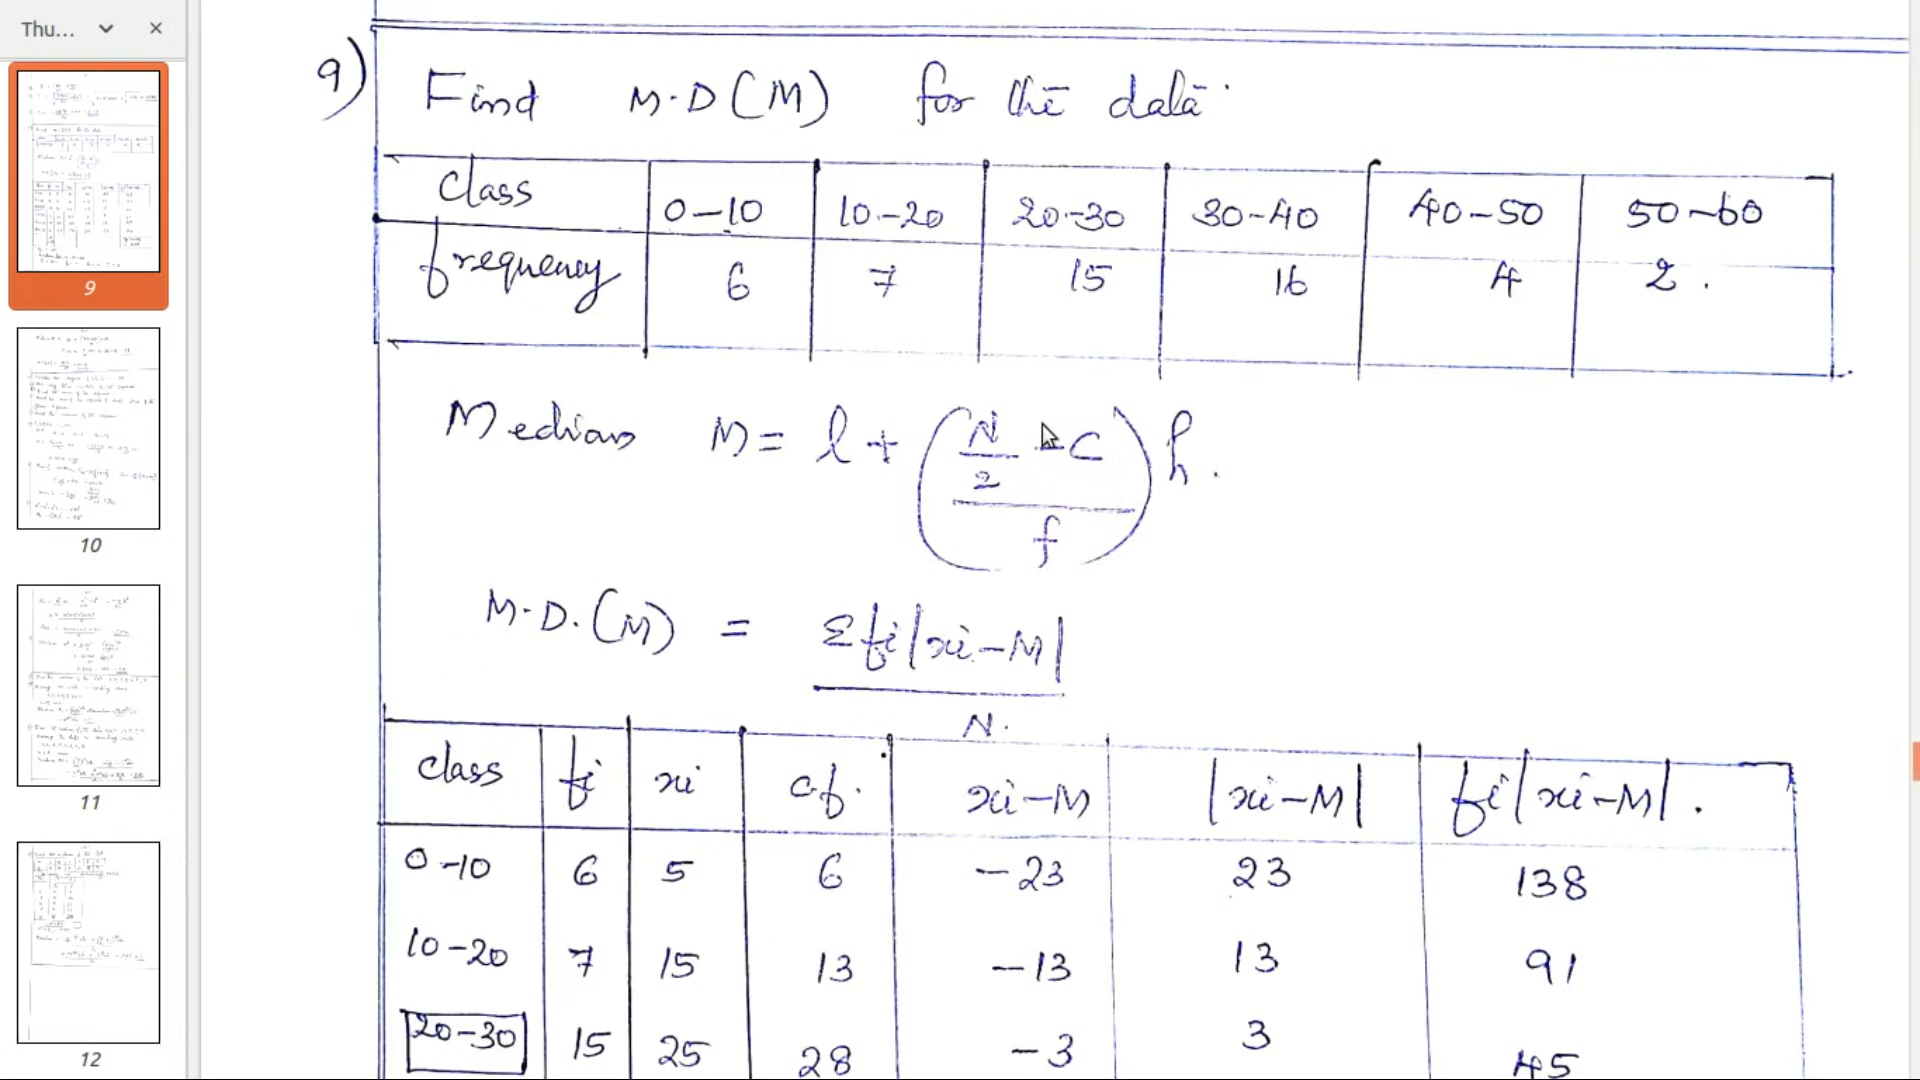 Thu...
9
10
11
12
9)
Find M.D(M) for the data.
Class 0-10 10-20 20-30 30-40 40-50 50-60
frequency 6 7 15 16 4 2.
Median M = l + ((N/2 - C)/f) h.
M.D.(M) = Σfi|xi-M|
N.
class fi xi c.f. xi-M |xi-M| fi|xi-M|.
0-10 6 5 6 -23 23 138
10-20 7 15 13 -13 13 91
20-30 15 25 28 -3 3 45